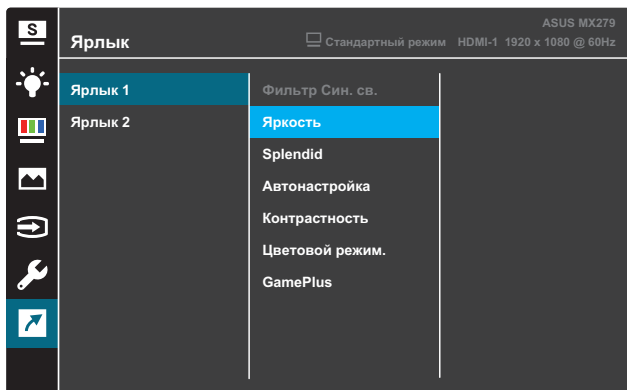 S
ASUS MX279
Ярлык
Стандартный режим HDMI-1 1920 x 1080 @ 60Hz
Ярлык 1
Ярлык 2
Фильтр Син. св.
Яркость
Splendid
Автонастройка
Контрастность
Цветовой режим.
GamePlus